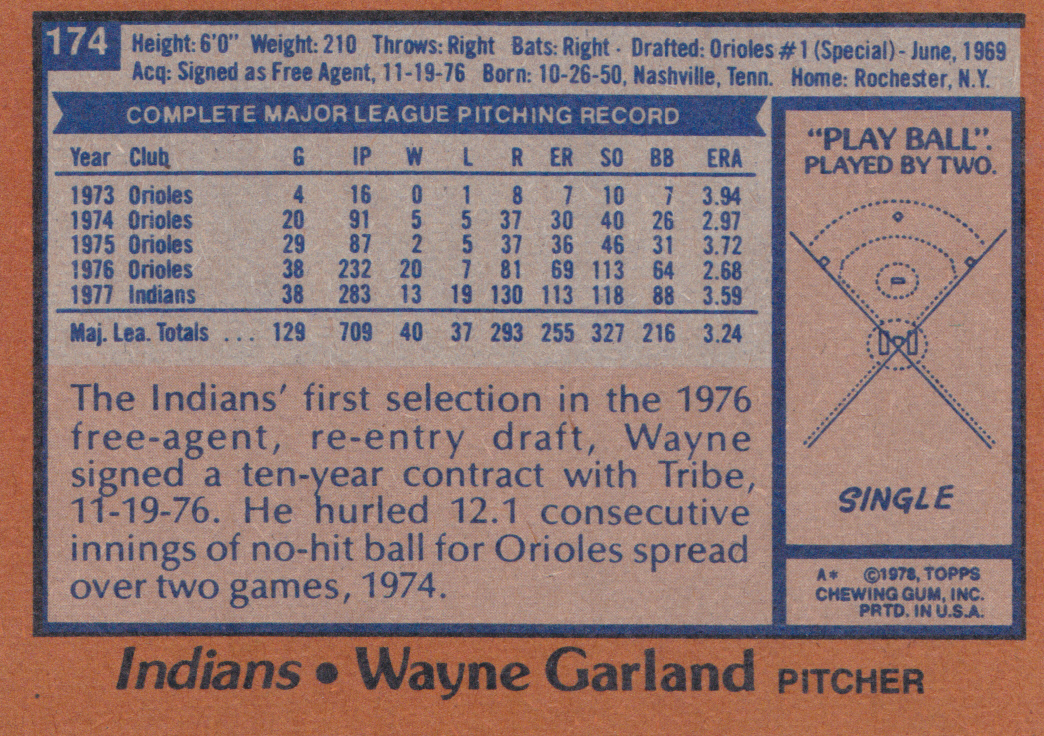 174
Height: 6'0" Weight: 210 Throws: Right Bats: Right · Drafted: Orioles #1 (Special) - June, 1969
Acq: Signed as Free Agent, 11-19-76 Born: 10-26-50, Nashville, Tenn. Home: Rochester, N.Y.
COMPLETE MAJOR LEAGUE PITCHING RECORD
Year Club G IP W L R ER SO BB ERA
1973 Orioles 4 16 0 1 8 7 10 7 3.94
1974 Orioles 20 91 5 5 37 30 40 26 2.97
1975 Orioles 29 87 2 5 37 36 46 31 3.72
1976 Orioles 38 232 20 7 81 69 113 64 2.68
1977 Indians 38 283 13 19 130 113 118 88 3.59
Maj. Lea. Totals ... 129 709 40 37 293 255 327 216 3.24
The Indians' first selection in the 1976
free-agent, re-entry draft, Wayne
signed a ten-year contract with Tribe,
11-19-76. He hurled 12.1 consecutive
innings of no-hit ball for Orioles spread
over two games, 1974.
"PLAY BALL".
PLAYED BY TWO.
SINGLE
A* ©1978, TOPPS
CHEWING GUM, INC.
PRTD. IN U.S.A.
Indians • Wayne Garland PITCHER